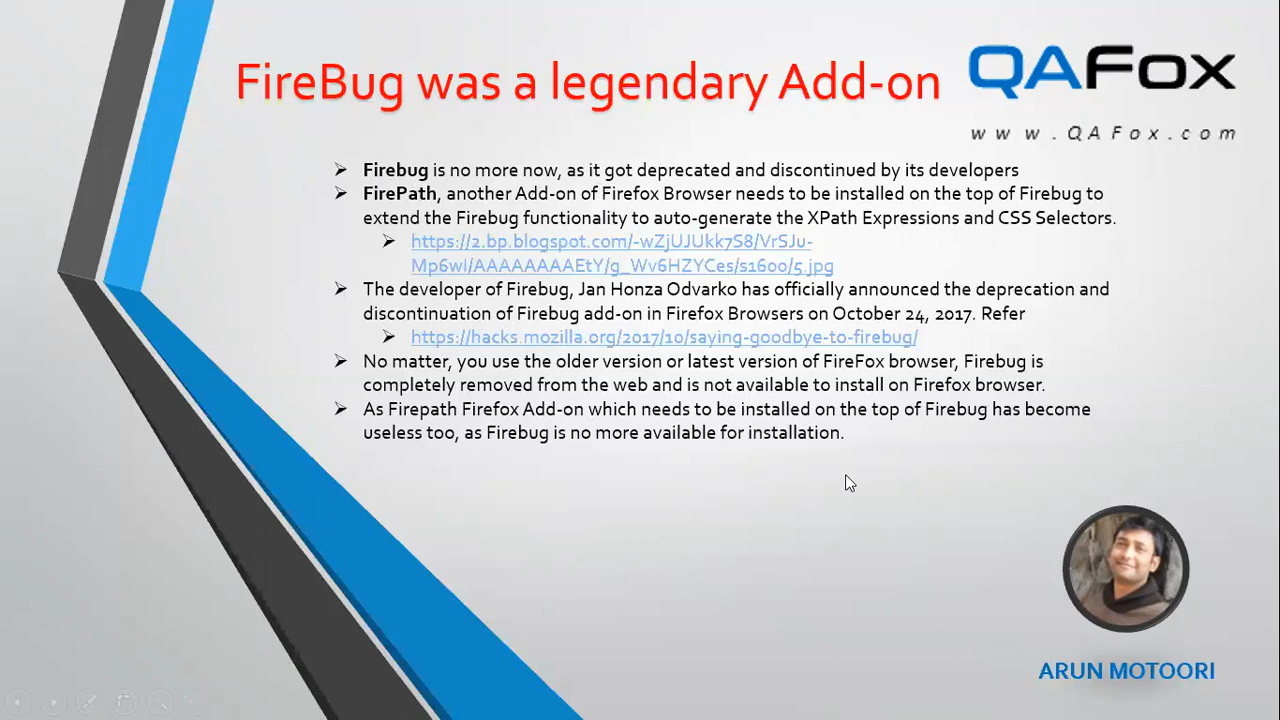 FireBug was a legendary Add-on
QAFox
www.QAFox.com
Firebug is no more now, as it got deprecated and discontinued by its developers
FirePath, another Add-on of Firefox Browser needs to be installed on the top of Firebug to
extend the Firebug functionality to auto-generate the XPath Expressions and CSS Selectors.
https://2.bp.blogspot.com/-wZjUJUkk7S8/VrSJu-
Mp6wI/AAAAAAAAEtY/g_Wv6HZYCes/s1600/5.jpg
The developer of Firebug, Jan Honza Odvarko has officially announced the deprecation and
discontinuation of Firebug add-on in Firefox Browsers on October 24, 2017. Refer
https://hacks.mozilla.org/2017/10/saying-goodbye-to-firebug/
No matter, you use the older version or latest version of FireFox browser, Firebug is
completely removed from the web and is not available to install on Firefox browser.
As Firepath Firefox Add-on which needs to be installed on the top of Firebug has become
useless too, as Firebug is no more available for installation.
ARUN MOTOORI